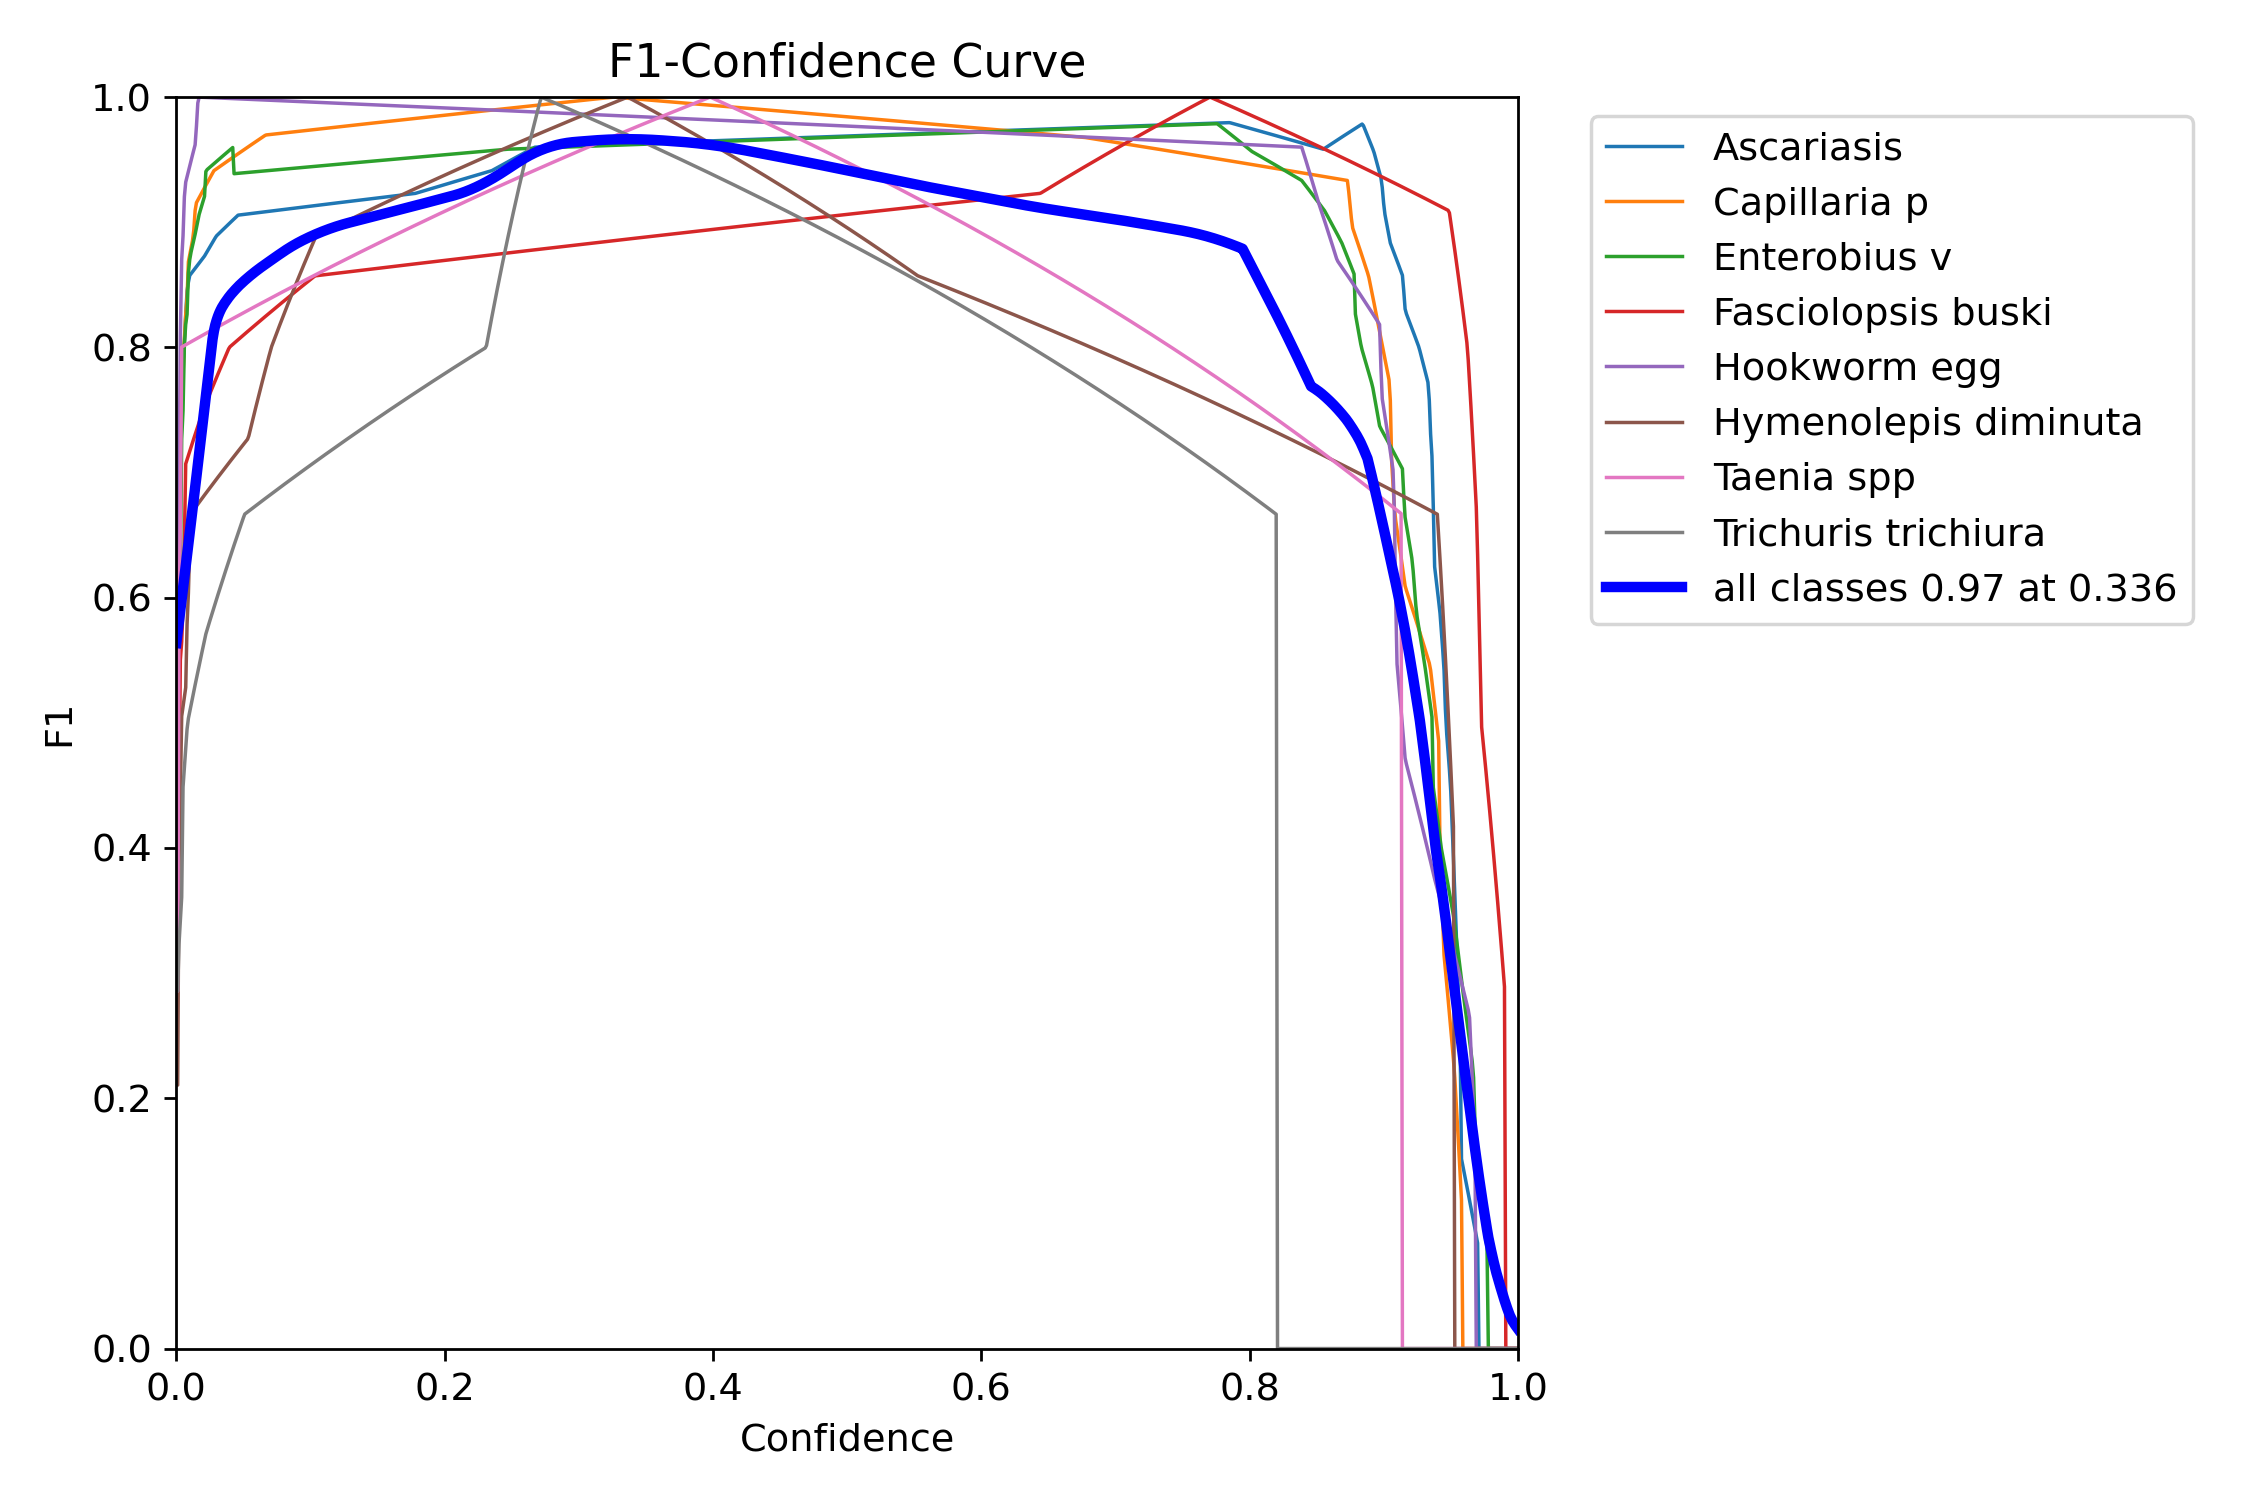 F1-Confidence Curve
1.0
0.8
0.6
0.4
0.2
0.0
F1
0.0 0.2 0.4 0.6 0.8 1.0
Confidence
Ascariasis
Capillaria p
Enterobius v
Fasciolopsis buski
Hookworm egg
Hymenolepis diminuta
Taenia spp
Trichuris trichiura
all classes 0.97 at 0.336